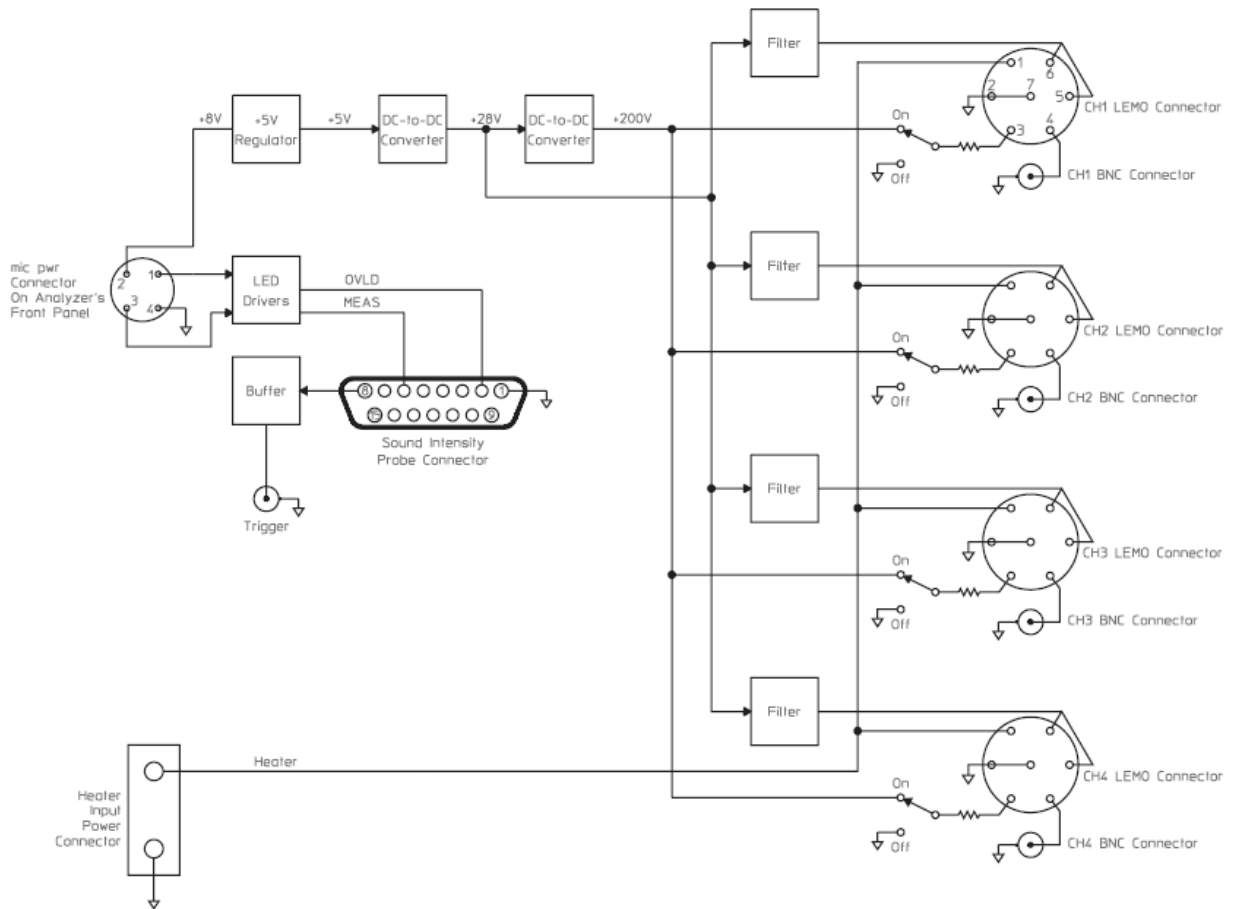 Filter
1
6
2
7
5
3
4
CH1 LEMO Connector
On
Off
CH1 BNC Connector
+8V
+5V
Regulator
+5V
DC-to-DC
Converter
+28V
DC-to-DC
Converter
+200V
mic pwr
Connector
On Analyzer's
Front Panel
1
2
3
4
LED
Drivers
OVLD
MEAS
Buffer
8
1
15
9
Sound Intensity
Probe Connector
Trigger
Filter
CH2 LEMO Connector
On
Off
CH2 BNC Connector
Filter
CH3 LEMO Connector
On
Off
CH3 BNC Connector
Filter
CH4 LEMO Connector
On
Off
CH4 BNC Connector
Heater
Heater
Input
Power
Connector